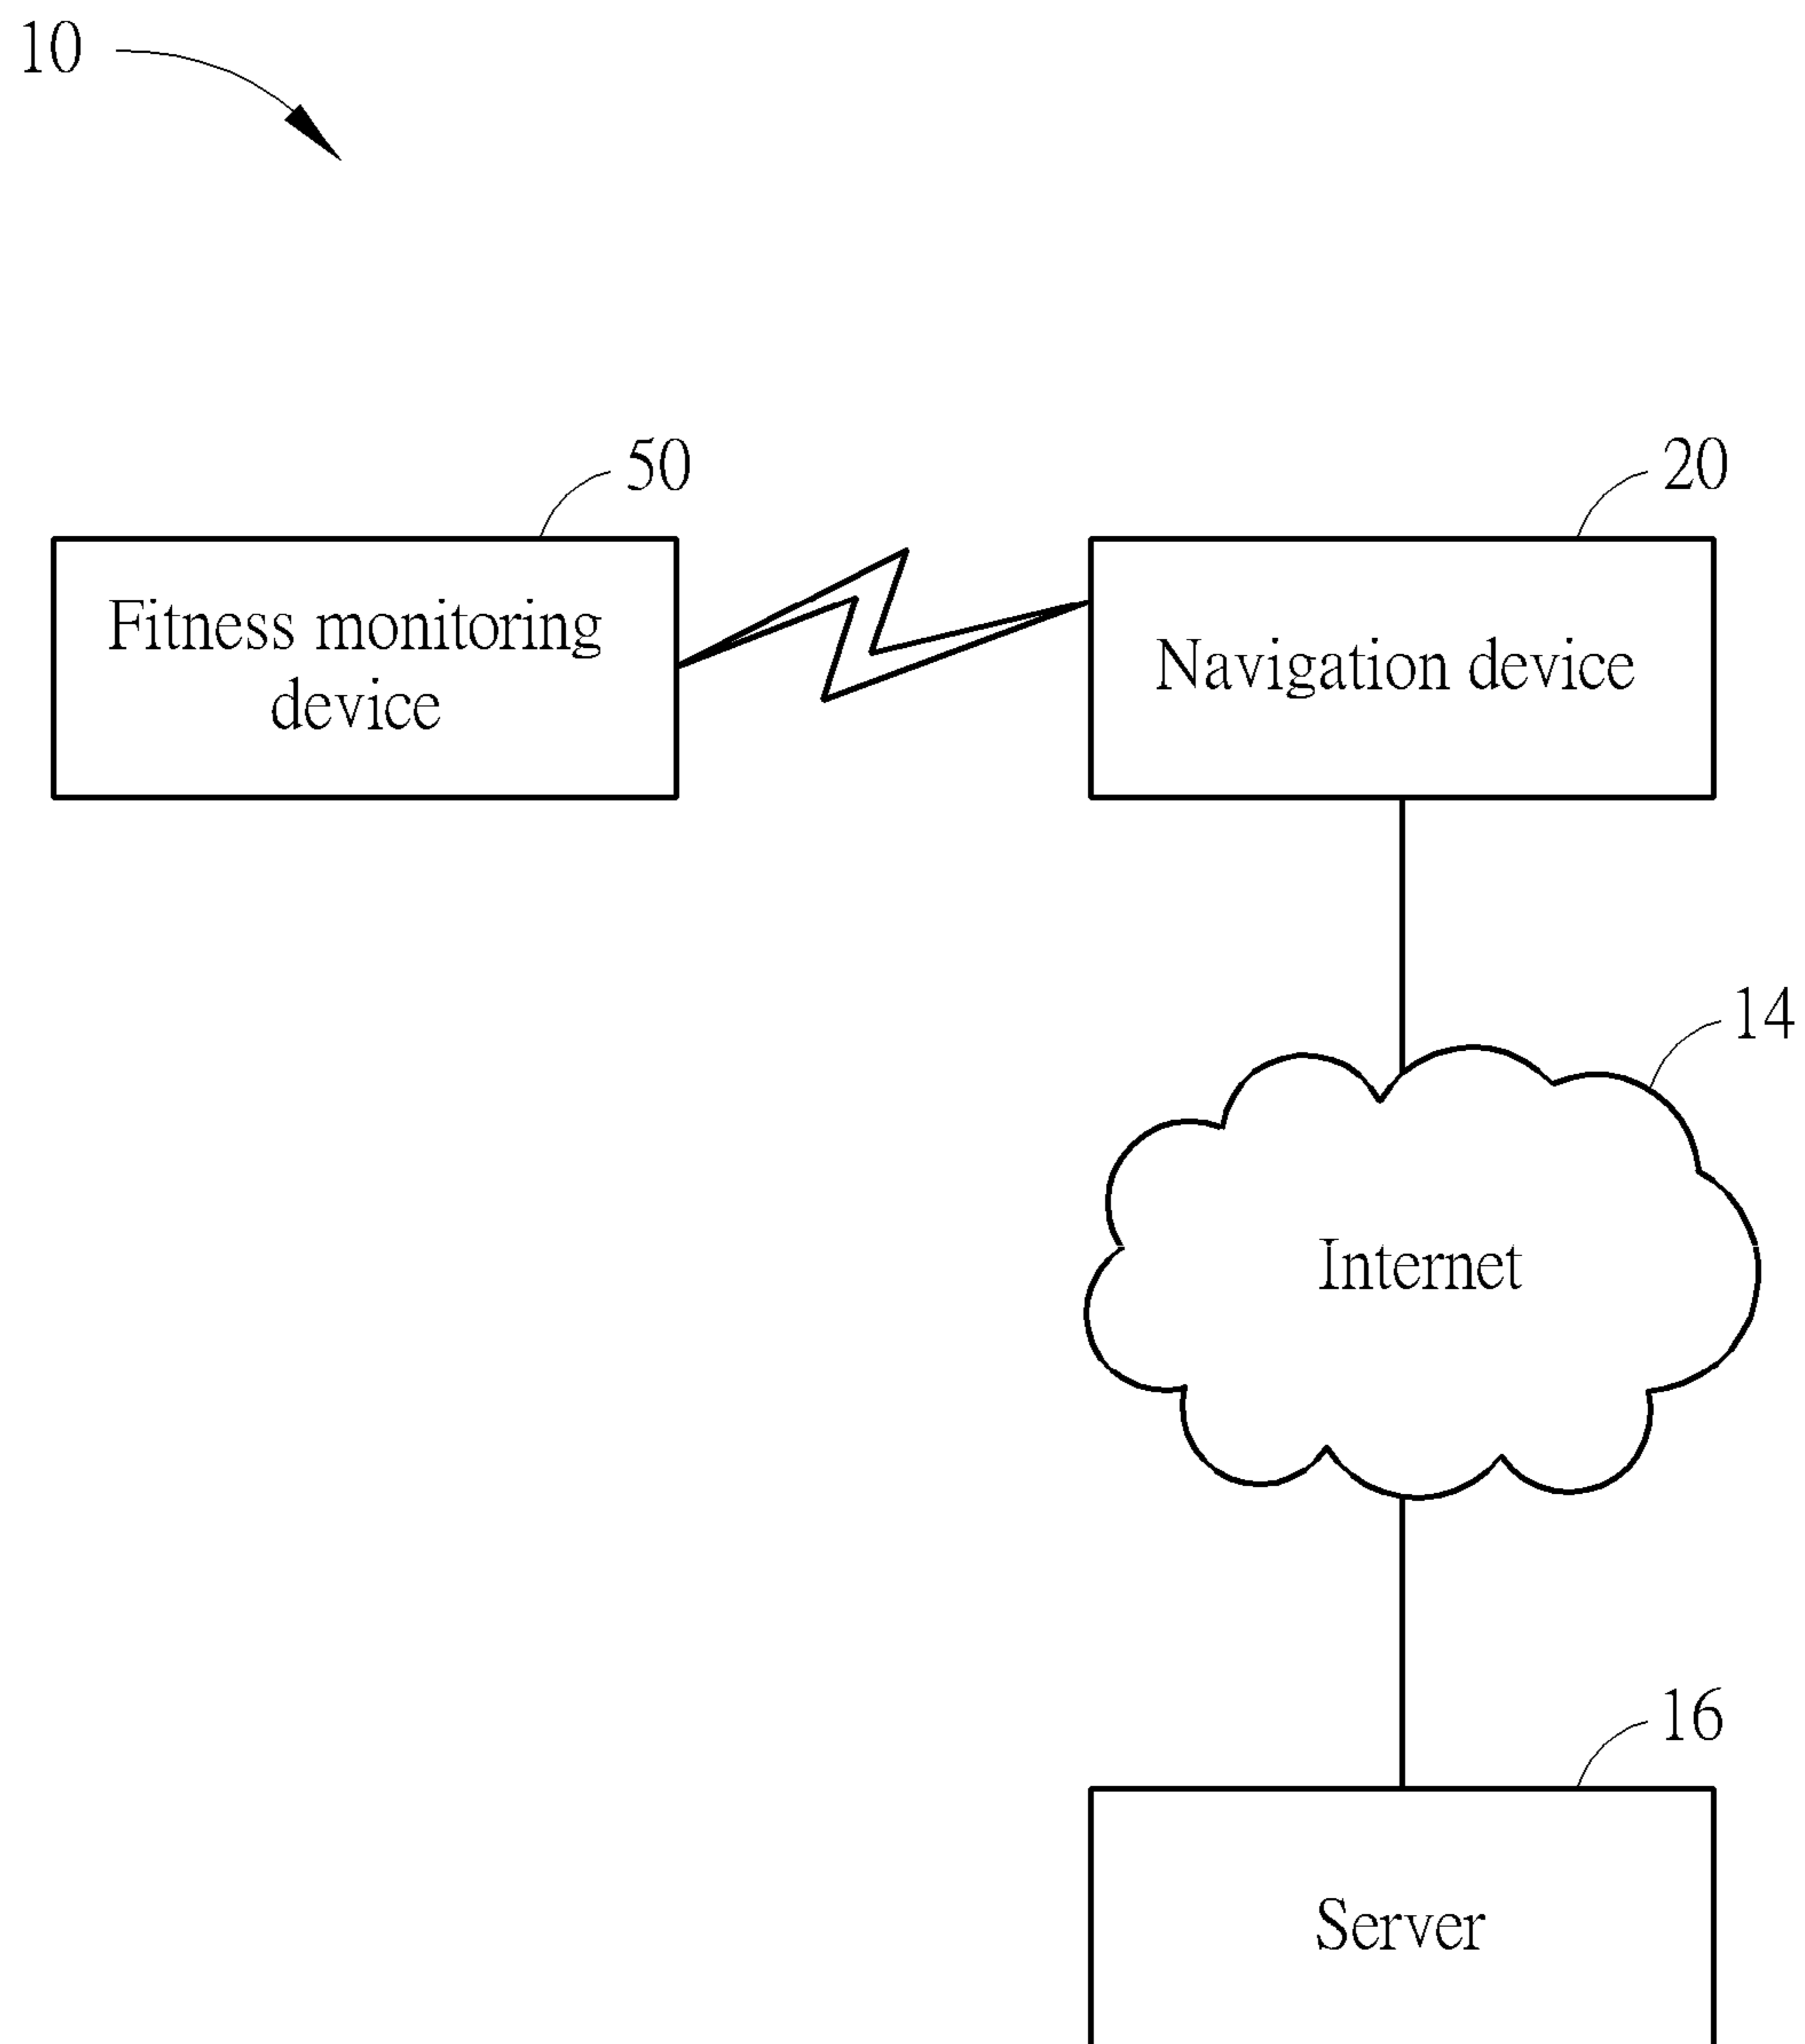 10
50
20
Fitness monitoring
device
Navigation device
14
Internet
16
Server